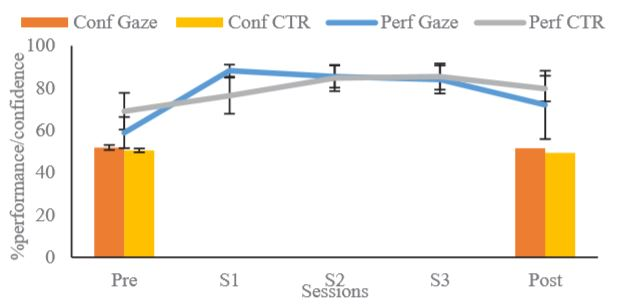 Conf Gaze Conf CTR Perf Gaze Perf CTR
%performance/confidence
100
80
60
40
20
0
Pre S1 S2 S3 Post
Sessions